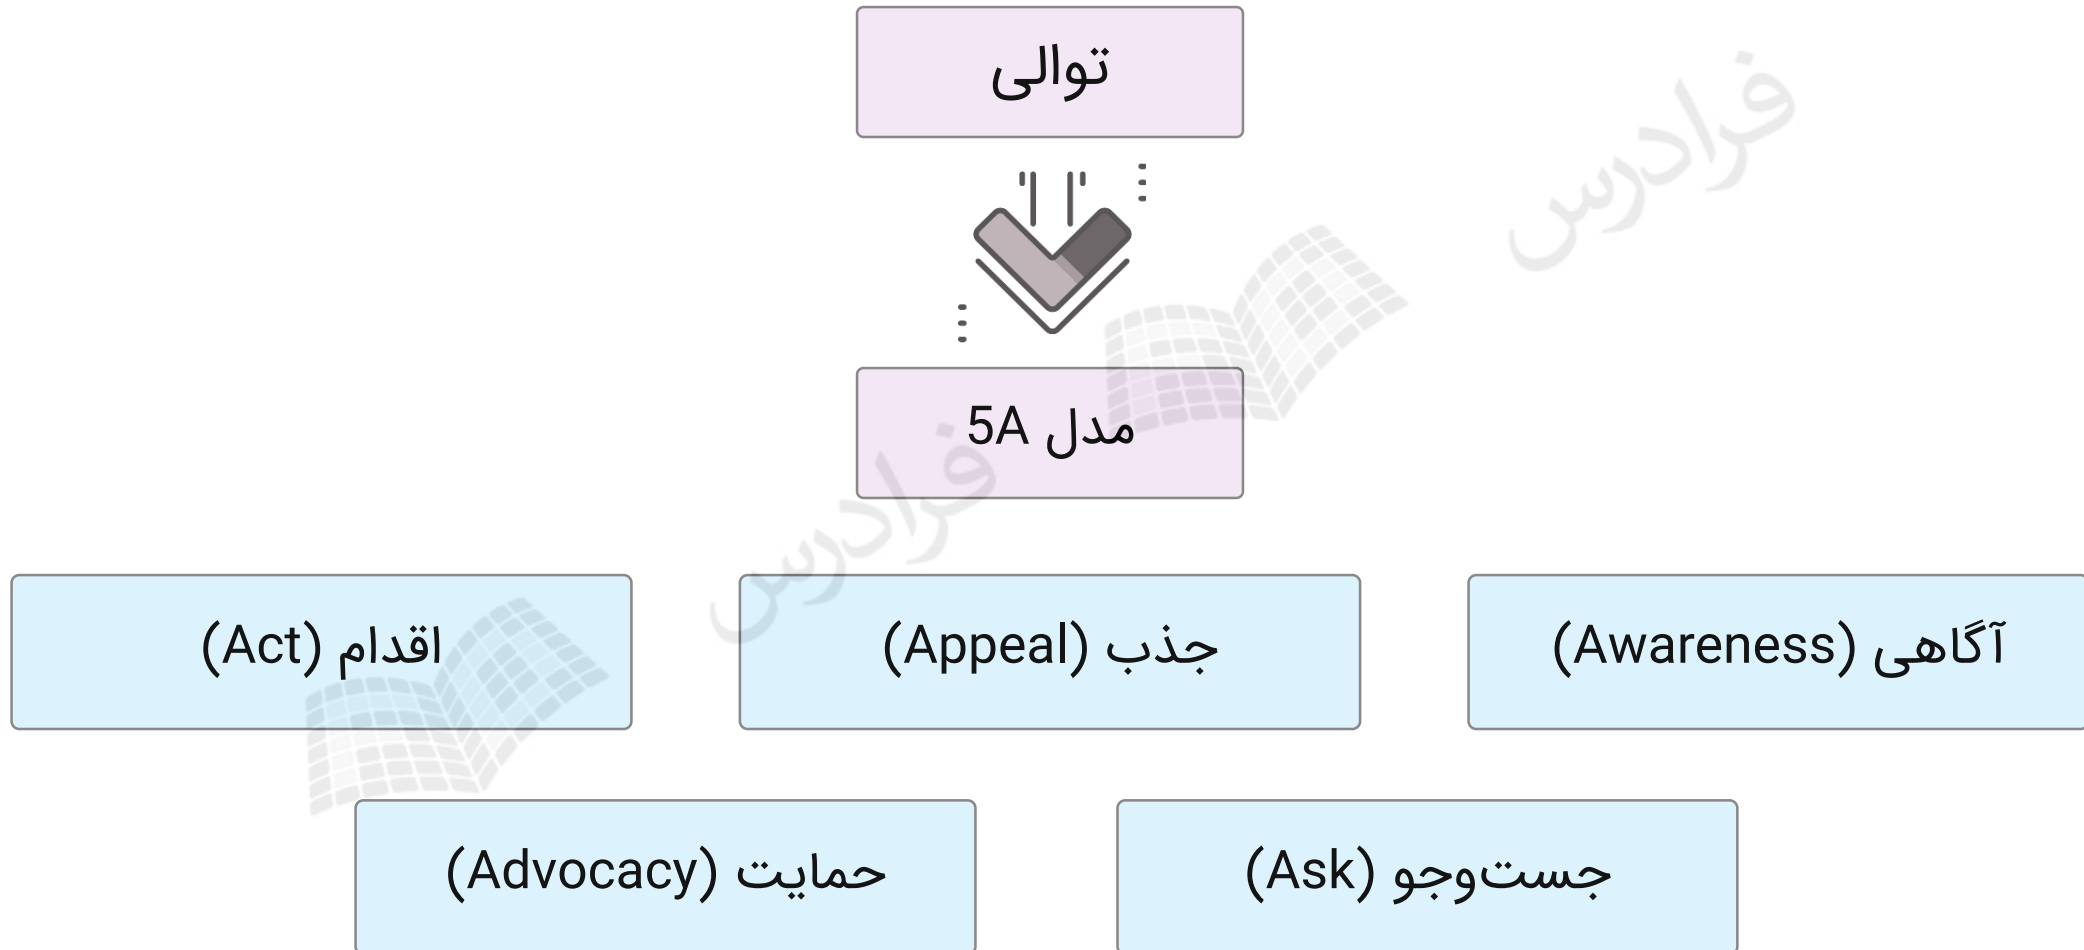 توالی
مدل 5A
آگاهی (Awareness)
جذب (Appeal)
اقدام (Act)
جست‌وجو (Ask)
حمایت (Advocacy)
فرادرس
فرادرس